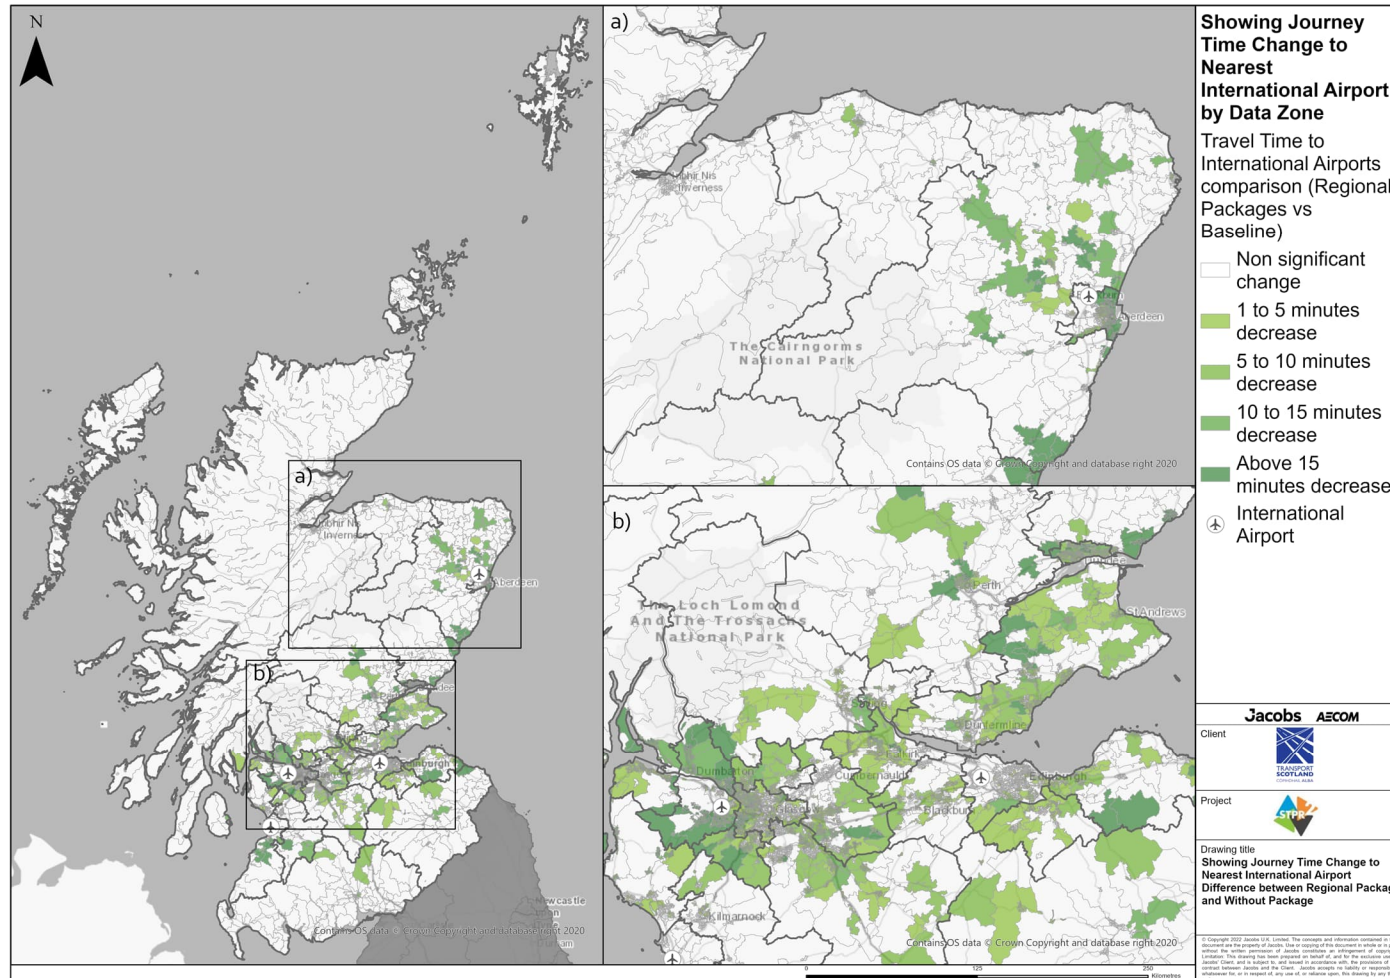 N
a)
b)
Inbhir Nis
Inverness
Aberdeen
Contains OS data © Crown Copyright and database right 2020
a)
Inverness
The Cairngorms
National Park
Aberdeen
Contains OS data © Crown Copyright and database right 2020
b)
The Loch Lomond
And The Trossachs
National Park
Perth
Dundee
St Andrews
Stirling
Dunfermline
Falkirk
Dumbarton
Cumbernauld
Glasgow
Blackburn
Edinburgh
Kilmarnock
Contains OS data © Crown Copyright and database right 2020
0 125 250
Kilometres
Showing Journey
Time Change to
Nearest
International Airport
by Data Zone
Travel Time to
International Airports
comparison (Regional
Packages vs
Baseline)
Non significant
change
1 to 5 minutes
decrease
5 to 10 minutes
decrease
10 to 15 minutes
decrease
Above 15
minutes decrease
International
Airport
Jacobs AECOM
Client
TRANSPORT
SCOTLAND
CÒMHDHAIL ALBA
Project
STPR
Drawing title
Showing Journey Time Change to
Nearest International Airport
Difference between Regional Packag
and Without Package